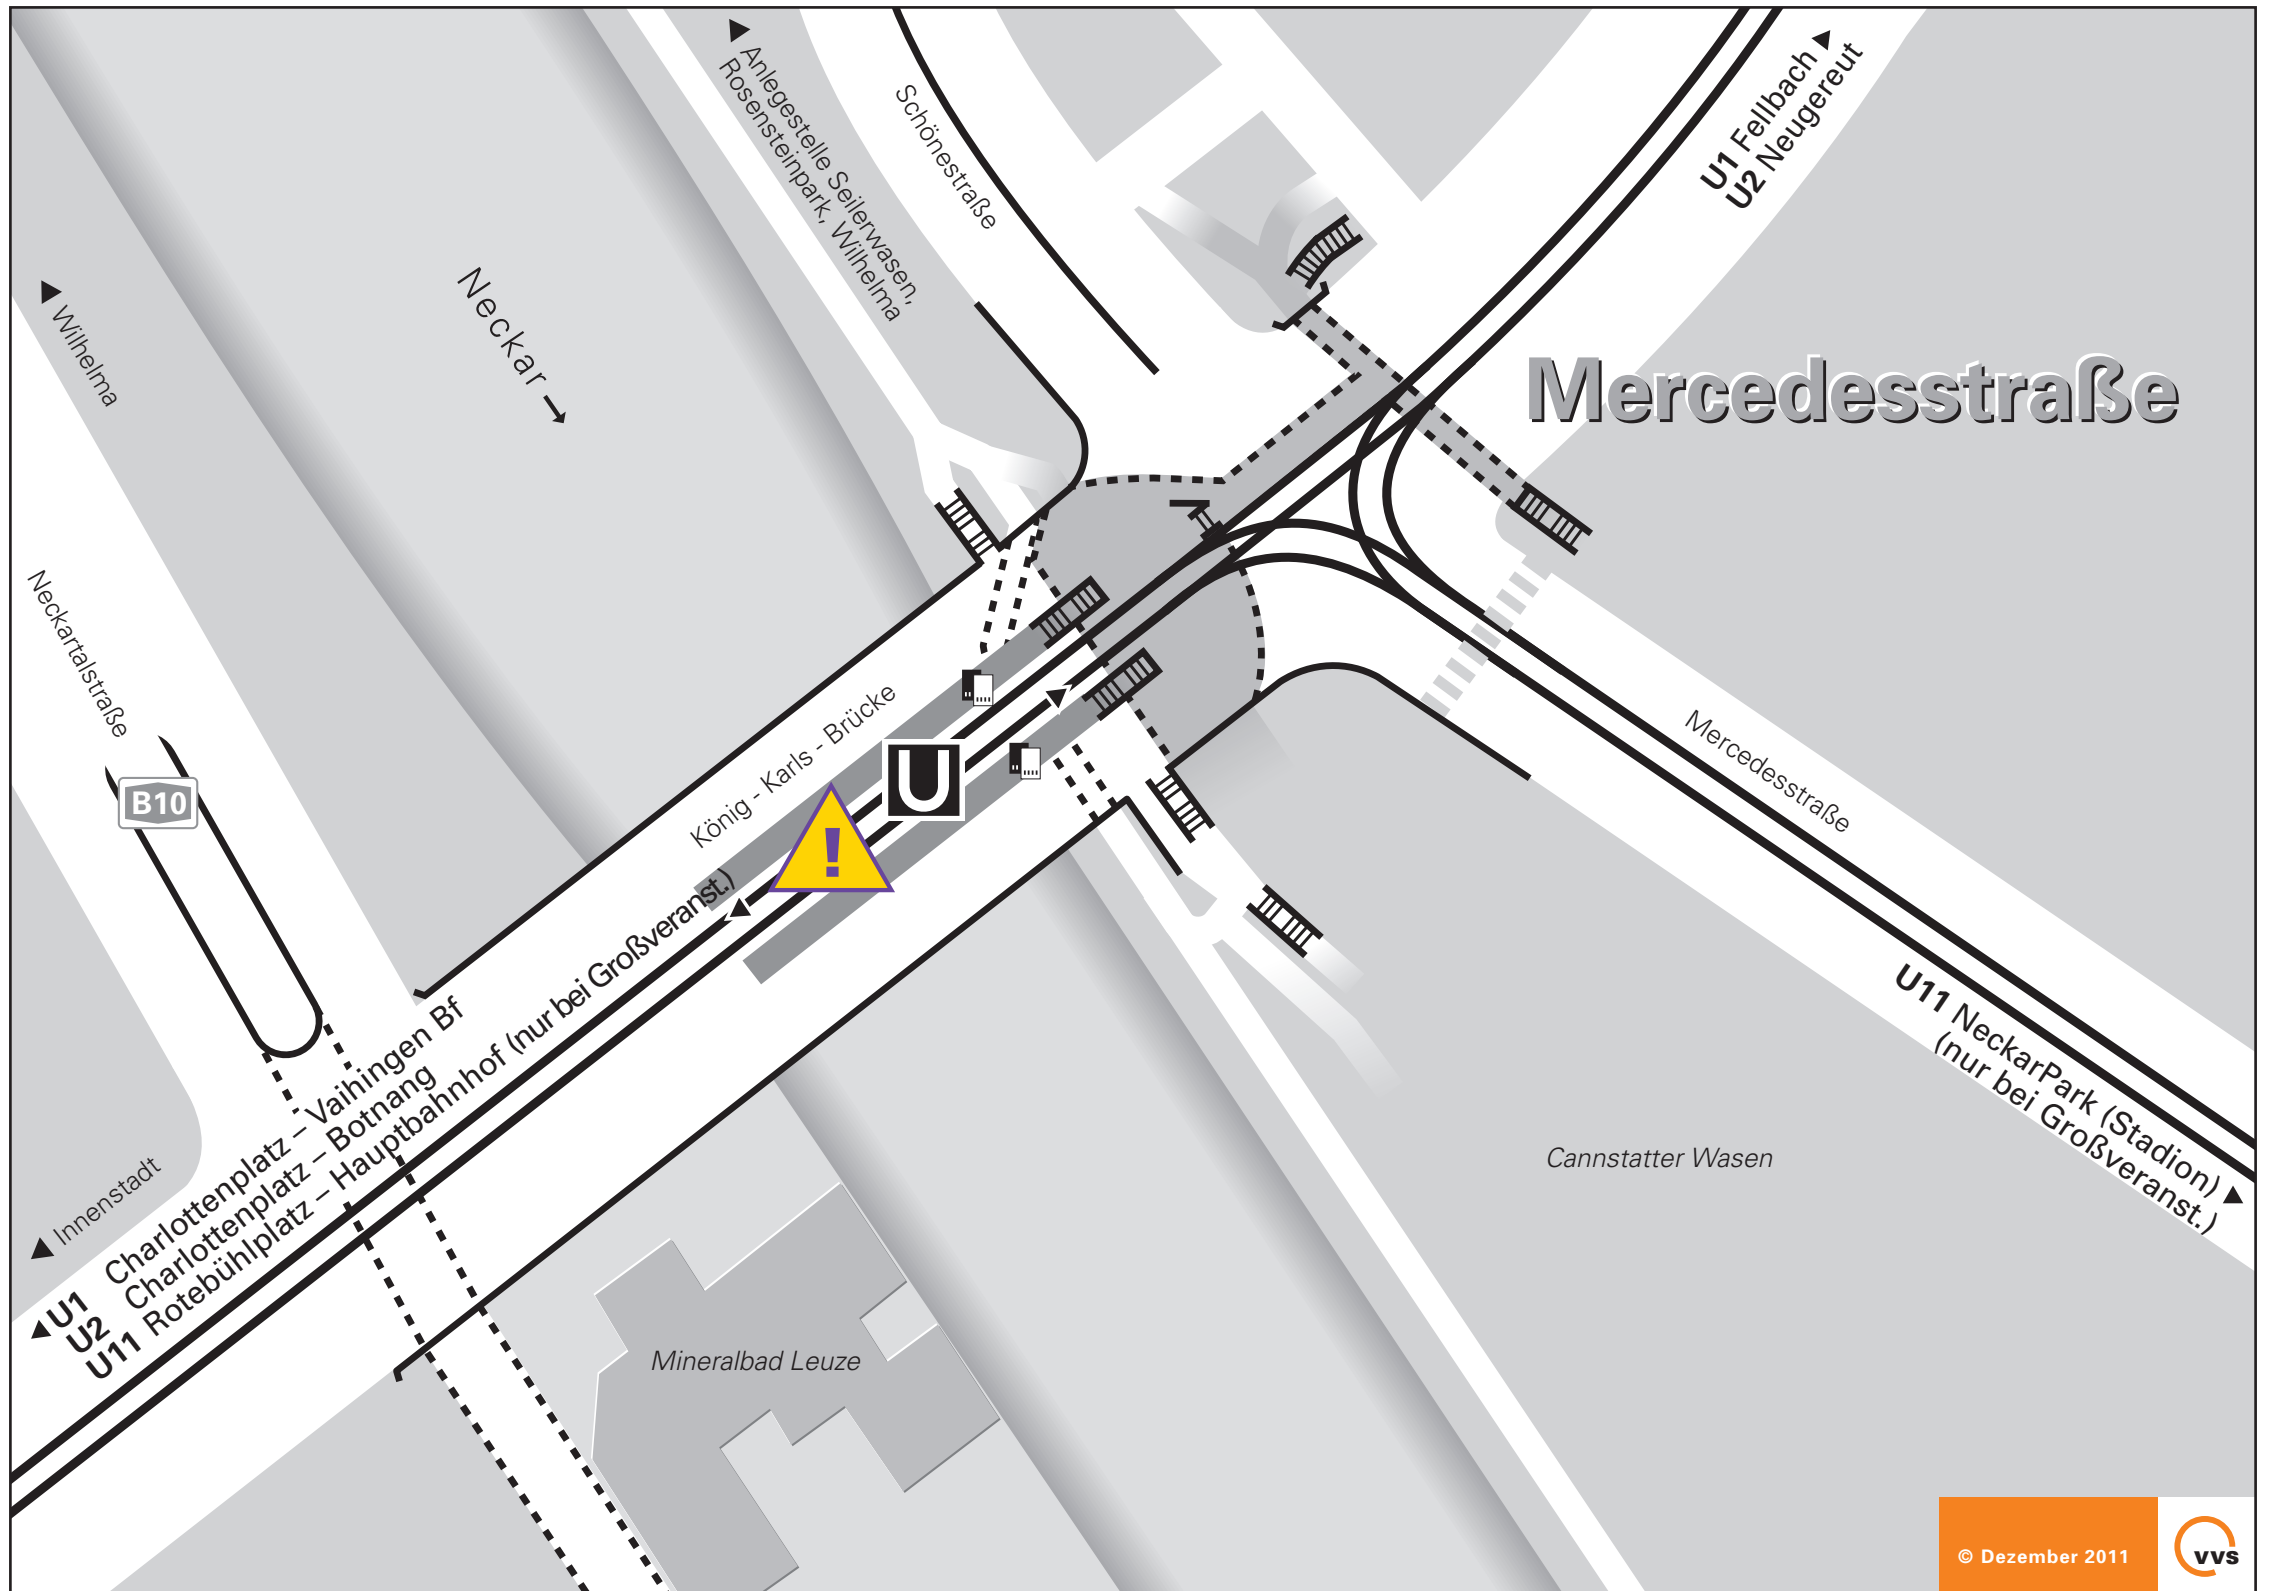 Anlegestelle Seilerwasen,
Rosensteinpark, Wilhelma
Schönestraße
U1 Fellbach
U2 Neugereut
Wilhelma
Neckar
Mercedesstraße
Neckartalstraße
B10
König - Karls - Brücke
U
!
Mercedesstraße
U11 NeckarPark (Stadion)
(nur bei Großveranst.)
Innenstadt
U1 Charlottenplatz – Vaihingen Bf
U2 Charlottenplatz – Botnang
U11 Rotebühlplatz – Hauptbahnhof (nur bei Großveranst.)
Cannstatter Wasen
Mineralbad Leuze
© Dezember 2011
vvs